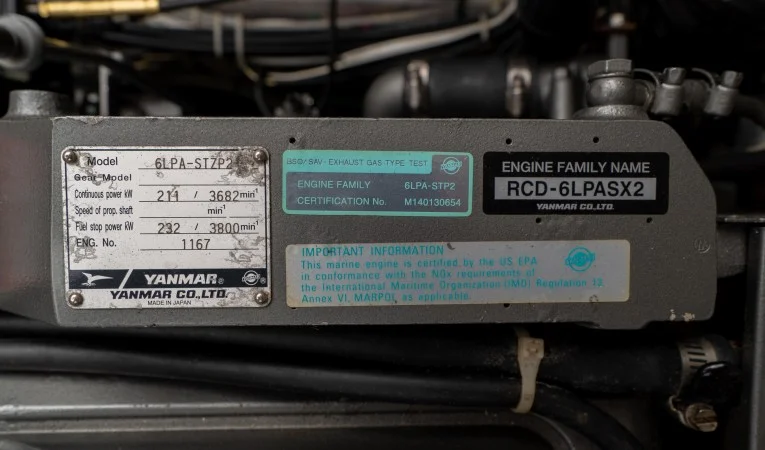 Model 6LPA-STZP2
Gear Model
Continuous power kW 211 / 3682 min⁻¹
Speed of prop. shaft min⁻¹
Fuel stop power kW 232 / 3800 min⁻¹
ENG. No. 1167
YANMAR®
YANMAR CO.,LTD.
MADE IN JAPAN
BSO/SAV - EXHAUST GAS TYPE TEST
ENGINE FAMILY 6LPA-STP2
CERTIFICATION No. M140130654
ENGINE FAMILY NAME
RCD-6LPASX2
YANMAR CO.,LTD.
IMPORTANT INFORMATION
This marine engine is certified by the US EPA
in conformance with the NOx requirements of
the International Maritime Organization (IMO) Regulation 13
Annex VI, MARPOL as applicable.